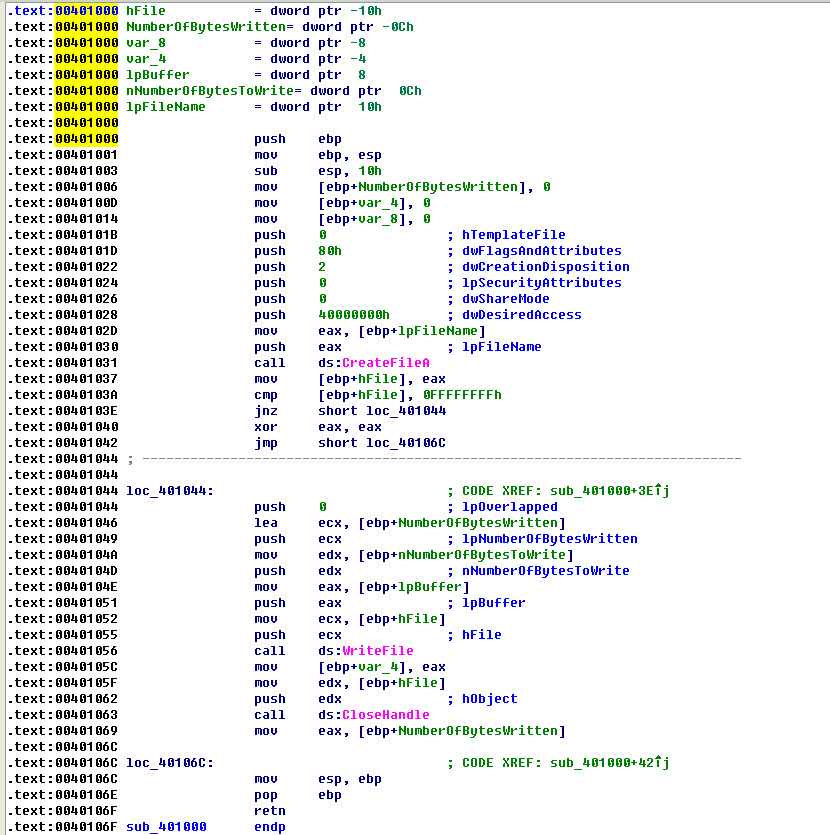 .text:00401000 hFile           = dword ptr -10h
.text:00401000 NumberOfBytesWritten= dword ptr -0Ch
.text:00401000 var_8           = dword ptr -8
.text:00401000 var_4           = dword ptr -4
.text:00401000 lpBuffer        = dword ptr  8
.text:00401000 nNumberOfBytesToWrite= dword ptr  0Ch
.text:00401000 lpFileName      = dword ptr  10h
.text:00401000
.text:00401000                 push    ebp
.text:00401001                 mov     ebp, esp
.text:00401003                 sub     esp, 10h
.text:00401006                 mov     [ebp+NumberOfBytesWritten], 0
.text:0040100D                 mov     [ebp+var_4], 0
.text:00401014                 mov     [ebp+var_8], 0
.text:0040101B                 push    0               ; hTemplateFile
.text:0040101D                 push    80h             ; dwFlagsAndAttributes
.text:00401022                 push    2               ; dwCreationDisposition
.text:00401024                 push    0               ; lpSecurityAttributes
.text:00401026                 push    0               ; dwShareMode
.text:00401028                 push    40000000h       ; dwDesiredAccess
.text:0040102D                 mov     eax, [ebp+lpFileName]
.text:00401030                 push    eax             ; lpFileName
.text:00401031                 call    ds:CreateFileA
.text:00401037                 mov     [ebp+hFile], eax
.text:0040103A                 cmp     [ebp+hFile], 0FFFFFFFFh
.text:0040103E                 jnz     short loc_401044
.text:00401040                 xor     eax, eax
.text:00401042                 jmp     short loc_40106C
.text:00401044 ; ---------------------------------------------------------------------------
.text:00401044
.text:00401044 loc_401044:                             ; CODE XREF: sub_401000+3E↑j
.text:00401044                 push    0               ; lpOverlapped
.text:00401046                 lea     ecx, [ebp+NumberOfBytesWritten]
.text:00401049                 push    ecx             ; lpNumberOfBytesWritten
.text:0040104A                 mov     edx, [ebp+nNumberOfBytesToWrite]
.text:0040104D                 push    edx             ; nNumberOfBytesToWrite
.text:0040104E                 mov     eax, [ebp+lpBuffer]
.text:00401051                 push    eax             ; lpBuffer
.text:00401052                 mov     ecx, [ebp+hFile]
.text:00401055                 push    ecx             ; hFile
.text:00401056                 call    ds:WriteFile
.text:0040105C                 mov     [ebp+var_4], eax
.text:0040105F                 mov     edx, [ebp+hFile]
.text:00401062                 push    edx             ; hObject
.text:00401063                 call    ds:CloseHandle
.text:00401069                 mov     eax, [ebp+NumberOfBytesWritten]
.text:0040106C
.text:0040106C loc_40106C:                             ; CODE XREF: sub_401000+42↑j
.text:0040106C                 mov     esp, ebp
.text:0040106E                 pop     ebp
.text:0040106F                 retn
.text:0040106F sub_401000      endp